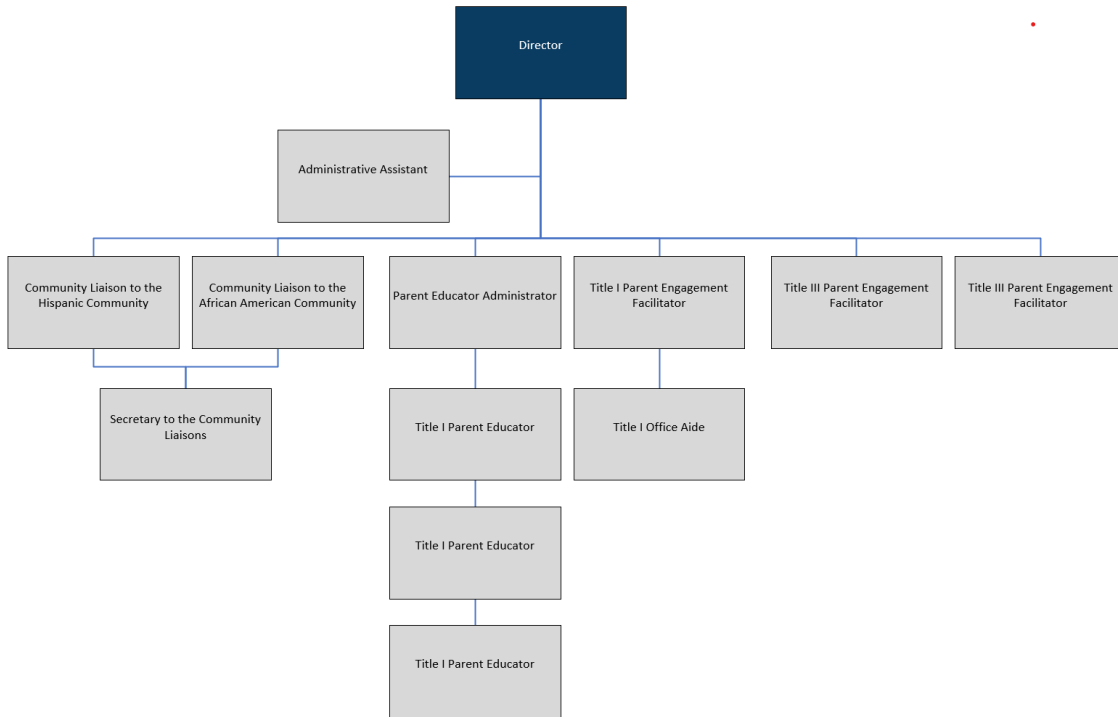 Director
Administrative Assistant
Community Liaison to the
Hispanic Community
Community Liaison to the
African American Community
Parent Educator Administrator
Title I Parent Engagement
Facilitator
Title III Parent Engagement
Facilitator
Title III Parent Engagement
Facilitator
Secretary to the Community
Liaisons
Title I Parent Educator
Title I Office Aide
Title I Parent Educator
Title I Parent Educator